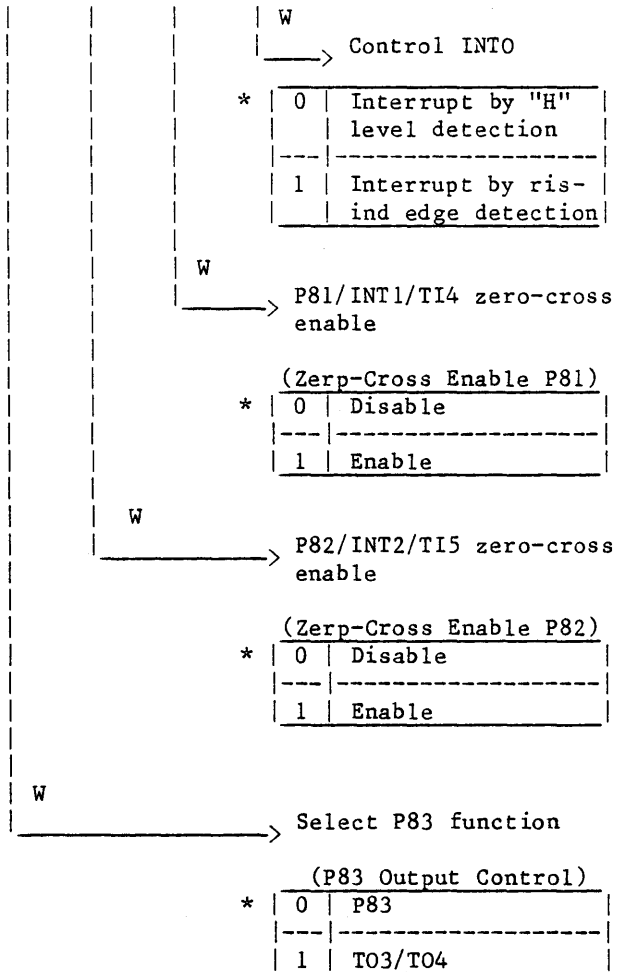 W
Control INTO
* 0 Interrupt by "H"
level detection
1 Interrupt by ris-
ind edge detection
W
P81/INT1/TI4 zero-cross
enable
(Zerp-Cross Enable P81)
* 0 Disable
1 Enable
W
P82/INT2/TI5 zero-cross
enable
(Zerp-Cross Enable P82)
* 0 Disable
1 Enable
W
Select P83 function
(P83 Output Control)
* 0 P83
1 TO3/TO4